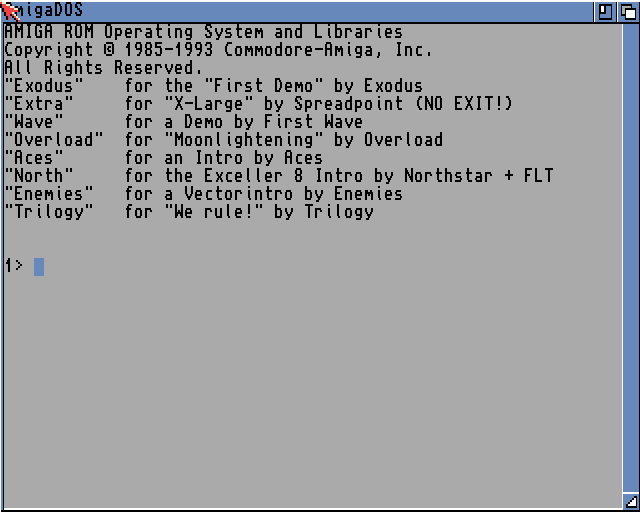 AmigaDOS
AMIGA ROM Operating System and Libraries
Copyright © 1985-1993 Commodore-Amiga, Inc.
All Rights Reserved.
"Exodus" for the "First Demo" by Exodus
"Extra" for "X-Large" by Spreadpoint (NO EXIT!)
"Wave" for a Demo by First Wave
"Overload" for "Moonlightening" by Overload
"Aces" for an Intro by Aces
"North" for the Exceller 8 Intro by Northstar + FLT
"Enemies" for a Vectorintro by Enemies
"Trilogy" for "We rule!" by Trilogy
1>